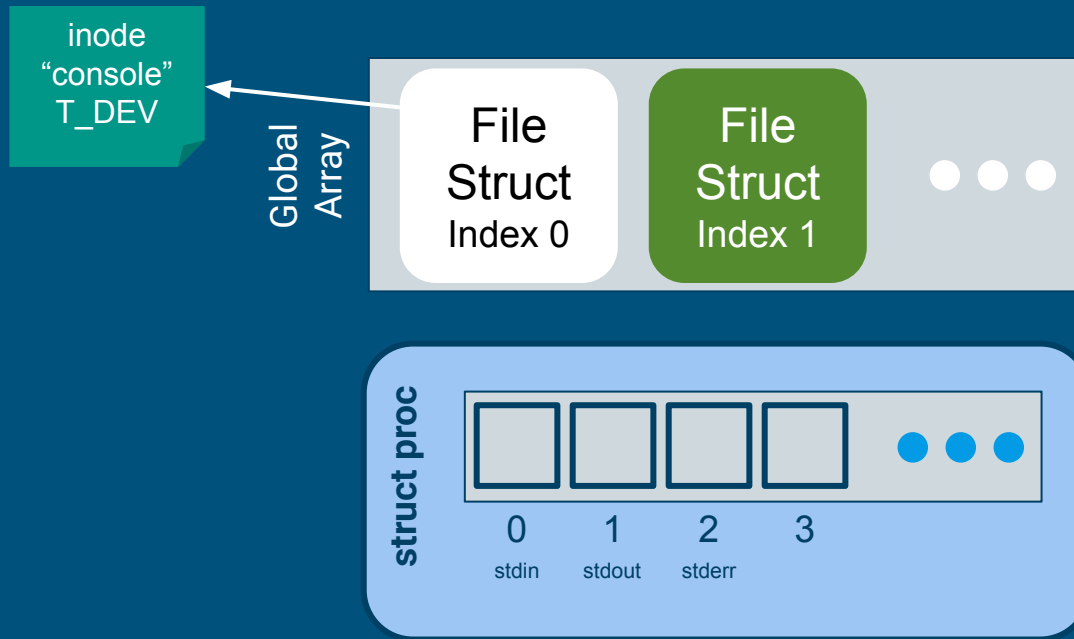 inode
“console”
T_DEV
Global
Array
File
Struct
Index 0
File
Struct
Index 1
struct proc
0
1
2
3
stdin
stdout
stderr